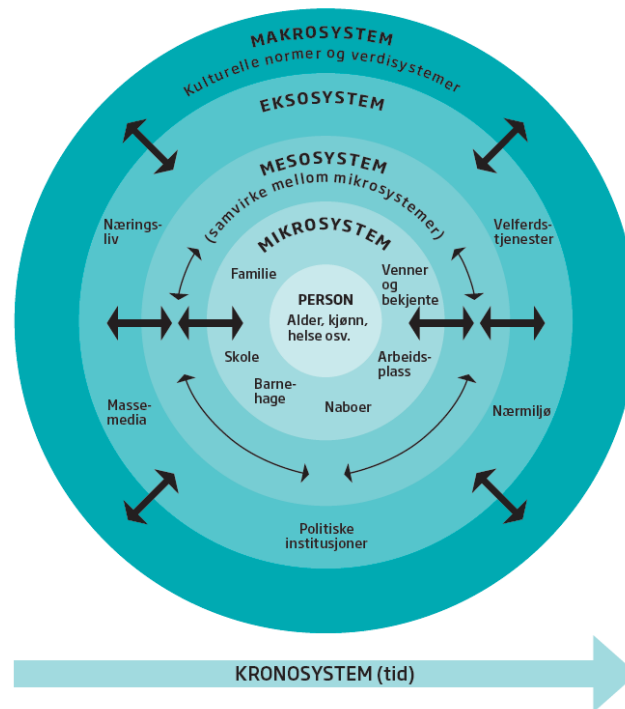 MAKROSYSTEM
Kulturelle normer og verdisystemer
EKSOSYSTEM
MESOSYSTEM
(samvirke mellom mikrosystemer)
MIKROSYSTEM
Nærings-
liv
Velferds-
tjenester
Familie
Venner
og
bekjente
PERSON
Alder, kjønn,
helse osv.
Skole
Arbeids-
plass
Barne-
hage
Naboer
Masse-
media
Nærmiljø
Politiske
institusjoner
KRONOSYSTEM (tid)